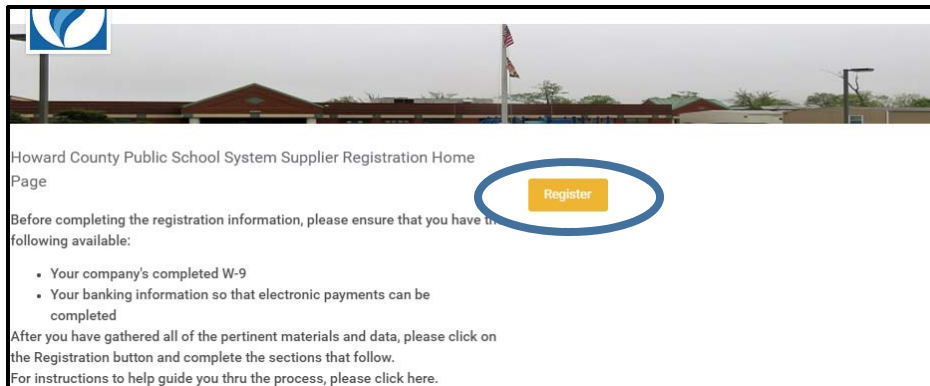 Howard County Public School System Supplier Registration Home
Page
Register
Before completing the registration information, please ensure that you have
following available:
• Your company's completed W-9
• Your banking information so that electronic payments can be
completed
After you have gathered all of the pertinent materials and data, please click on
the Registration button and complete the sections that follow.
For instructions to help guide you thru the process, please click here.